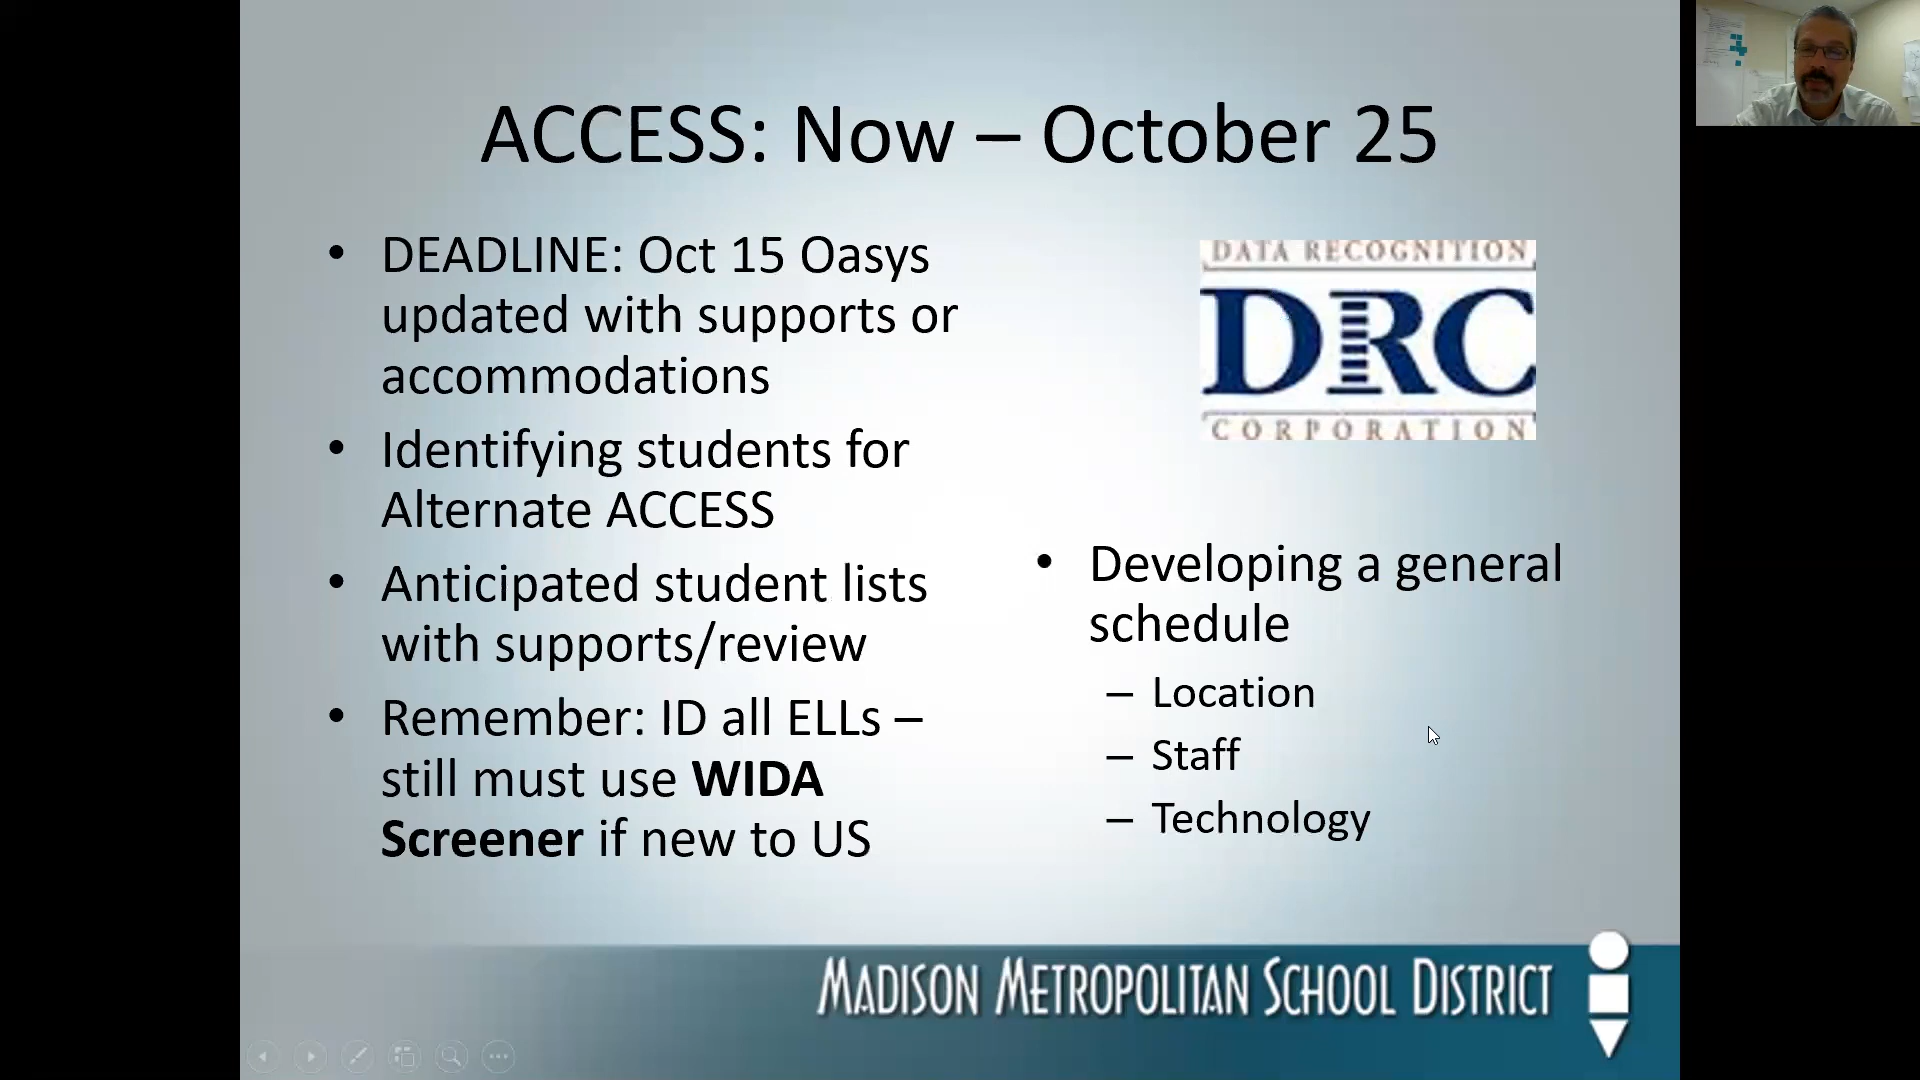 ACCESS: Now – October 25
• DEADLINE: Oct 15 Oasys
updated with supports or
accommodations
• Identifying students for
Alternate ACCESS
• Anticipated student lists
with supports/review
• Remember: ID all ELLs –
still must use WIDA
Screener if new to US
DATA RECOGNITION
DRC
CORPORATION
• Developing a general
schedule
– Location
– Staff
– Technology
MADISON METROPOLITAN SCHOOL DISTRICT